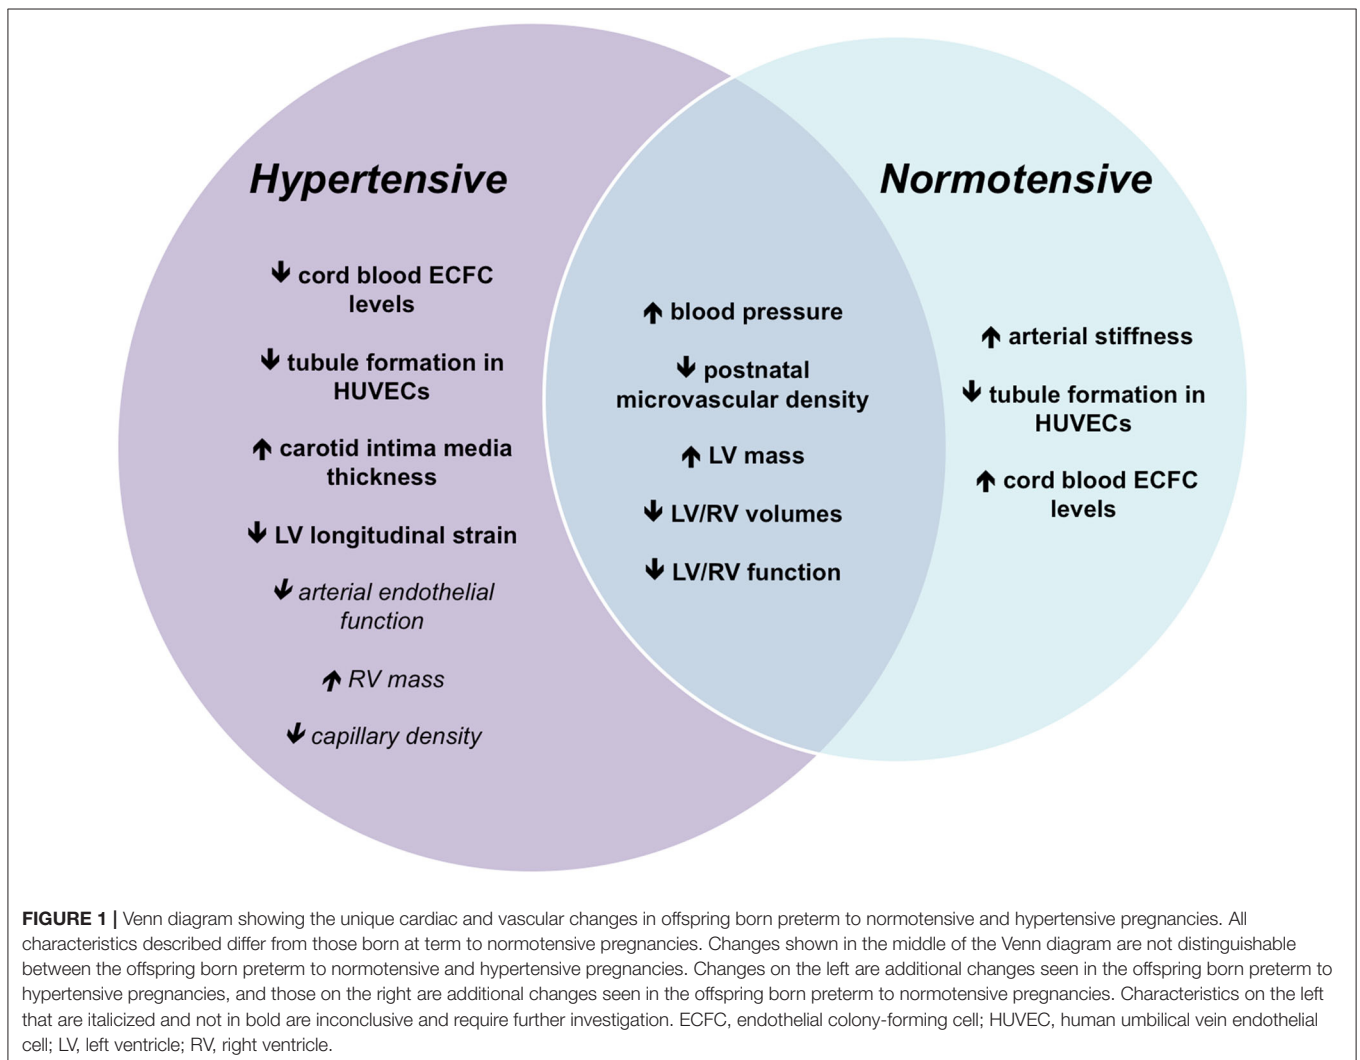 Hypertensive
↓ cord blood ECFC
levels
↓ tubule formation in
HUVECs
↑ carotid intima media
thickness
↓ LV longitudinal strain
↓ arterial endothelial
function
↑ RV mass
↓ capillary density
↑ blood pressure
↓ postnatal
microvascular density
↑ LV mass
↓ LV/RV volumes
↓ LV/RV function
Normotensive
↑ arterial stiffness
↓ tubule formation in
HUVECs
↑ cord blood ECFC
levels
FIGURE 1 | Venn diagram showing the unique cardiac and vascular changes in offspring born preterm to normotensive and hypertensive pregnancies. All
characteristics described differ from those born at term to normotensive pregnancies. Changes shown in the middle of the Venn diagram are not distinguishable
between the offspring born preterm to normotensive and hypertensive pregnancies. Changes on the left are additional changes seen in the offspring born preterm to
hypertensive pregnancies, and those on the right are additional changes seen in the offspring born preterm to normotensive pregnancies. Characteristics on the left
that are italicized and not in bold are inconclusive and require further investigation. ECFC, endothelial colony-forming cell; HUVEC, human umbilical vein endothelial
cell; LV, left ventricle; RV, right ventricle.